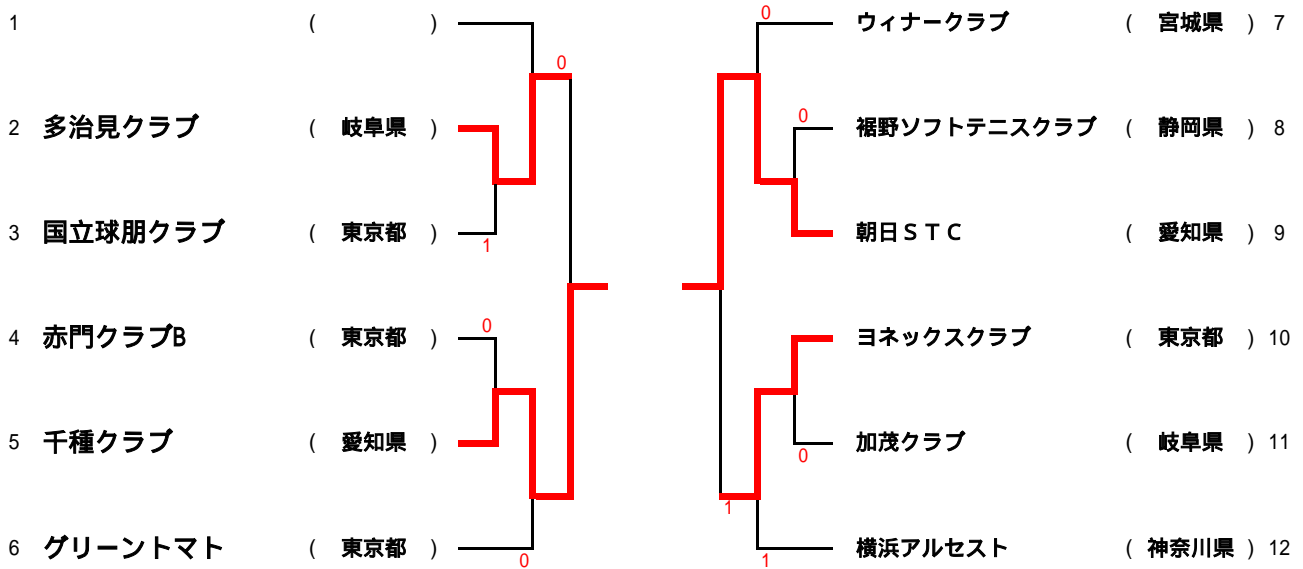 1 ( )
2 多治見クラブ ( 岐阜県 )
3 国立球朋クラブ ( 東京都 )
4 赤門クラブB ( 東京都 )
5 千種クラブ ( 愛知県 )
6 グリーントマト ( 東京都 )
0
1
0
0
ウィナークラブ ( 宮城県 ) 7
裾野ソフトテニスクラブ ( 静岡県 ) 8
朝日STC ( 愛知県 ) 9
ヨネックスクラブ ( 東京都 ) 10
加茂クラブ ( 岐阜県 ) 11
横浜アルセスト ( 神奈川県 ) 12
0
0
0
1
1